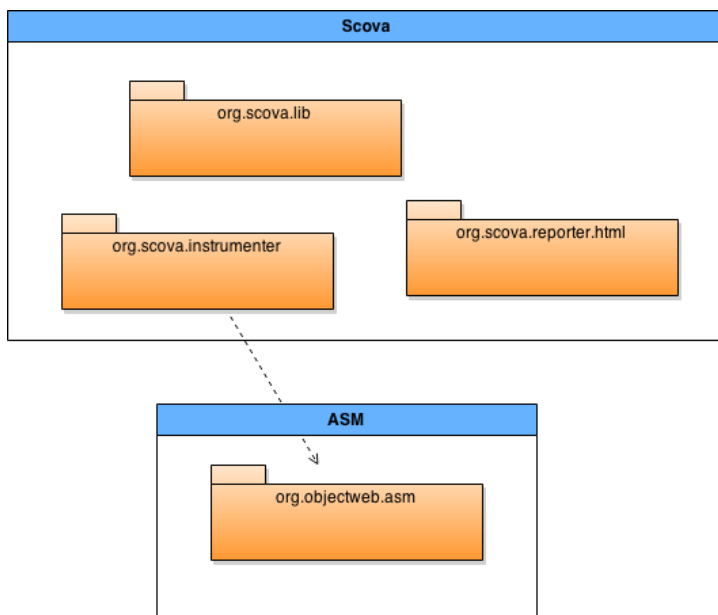 Scova
org.scova.lib
org.scova.instrumenter
org.scova.reporter.html
ASM
org.objectweb.asm